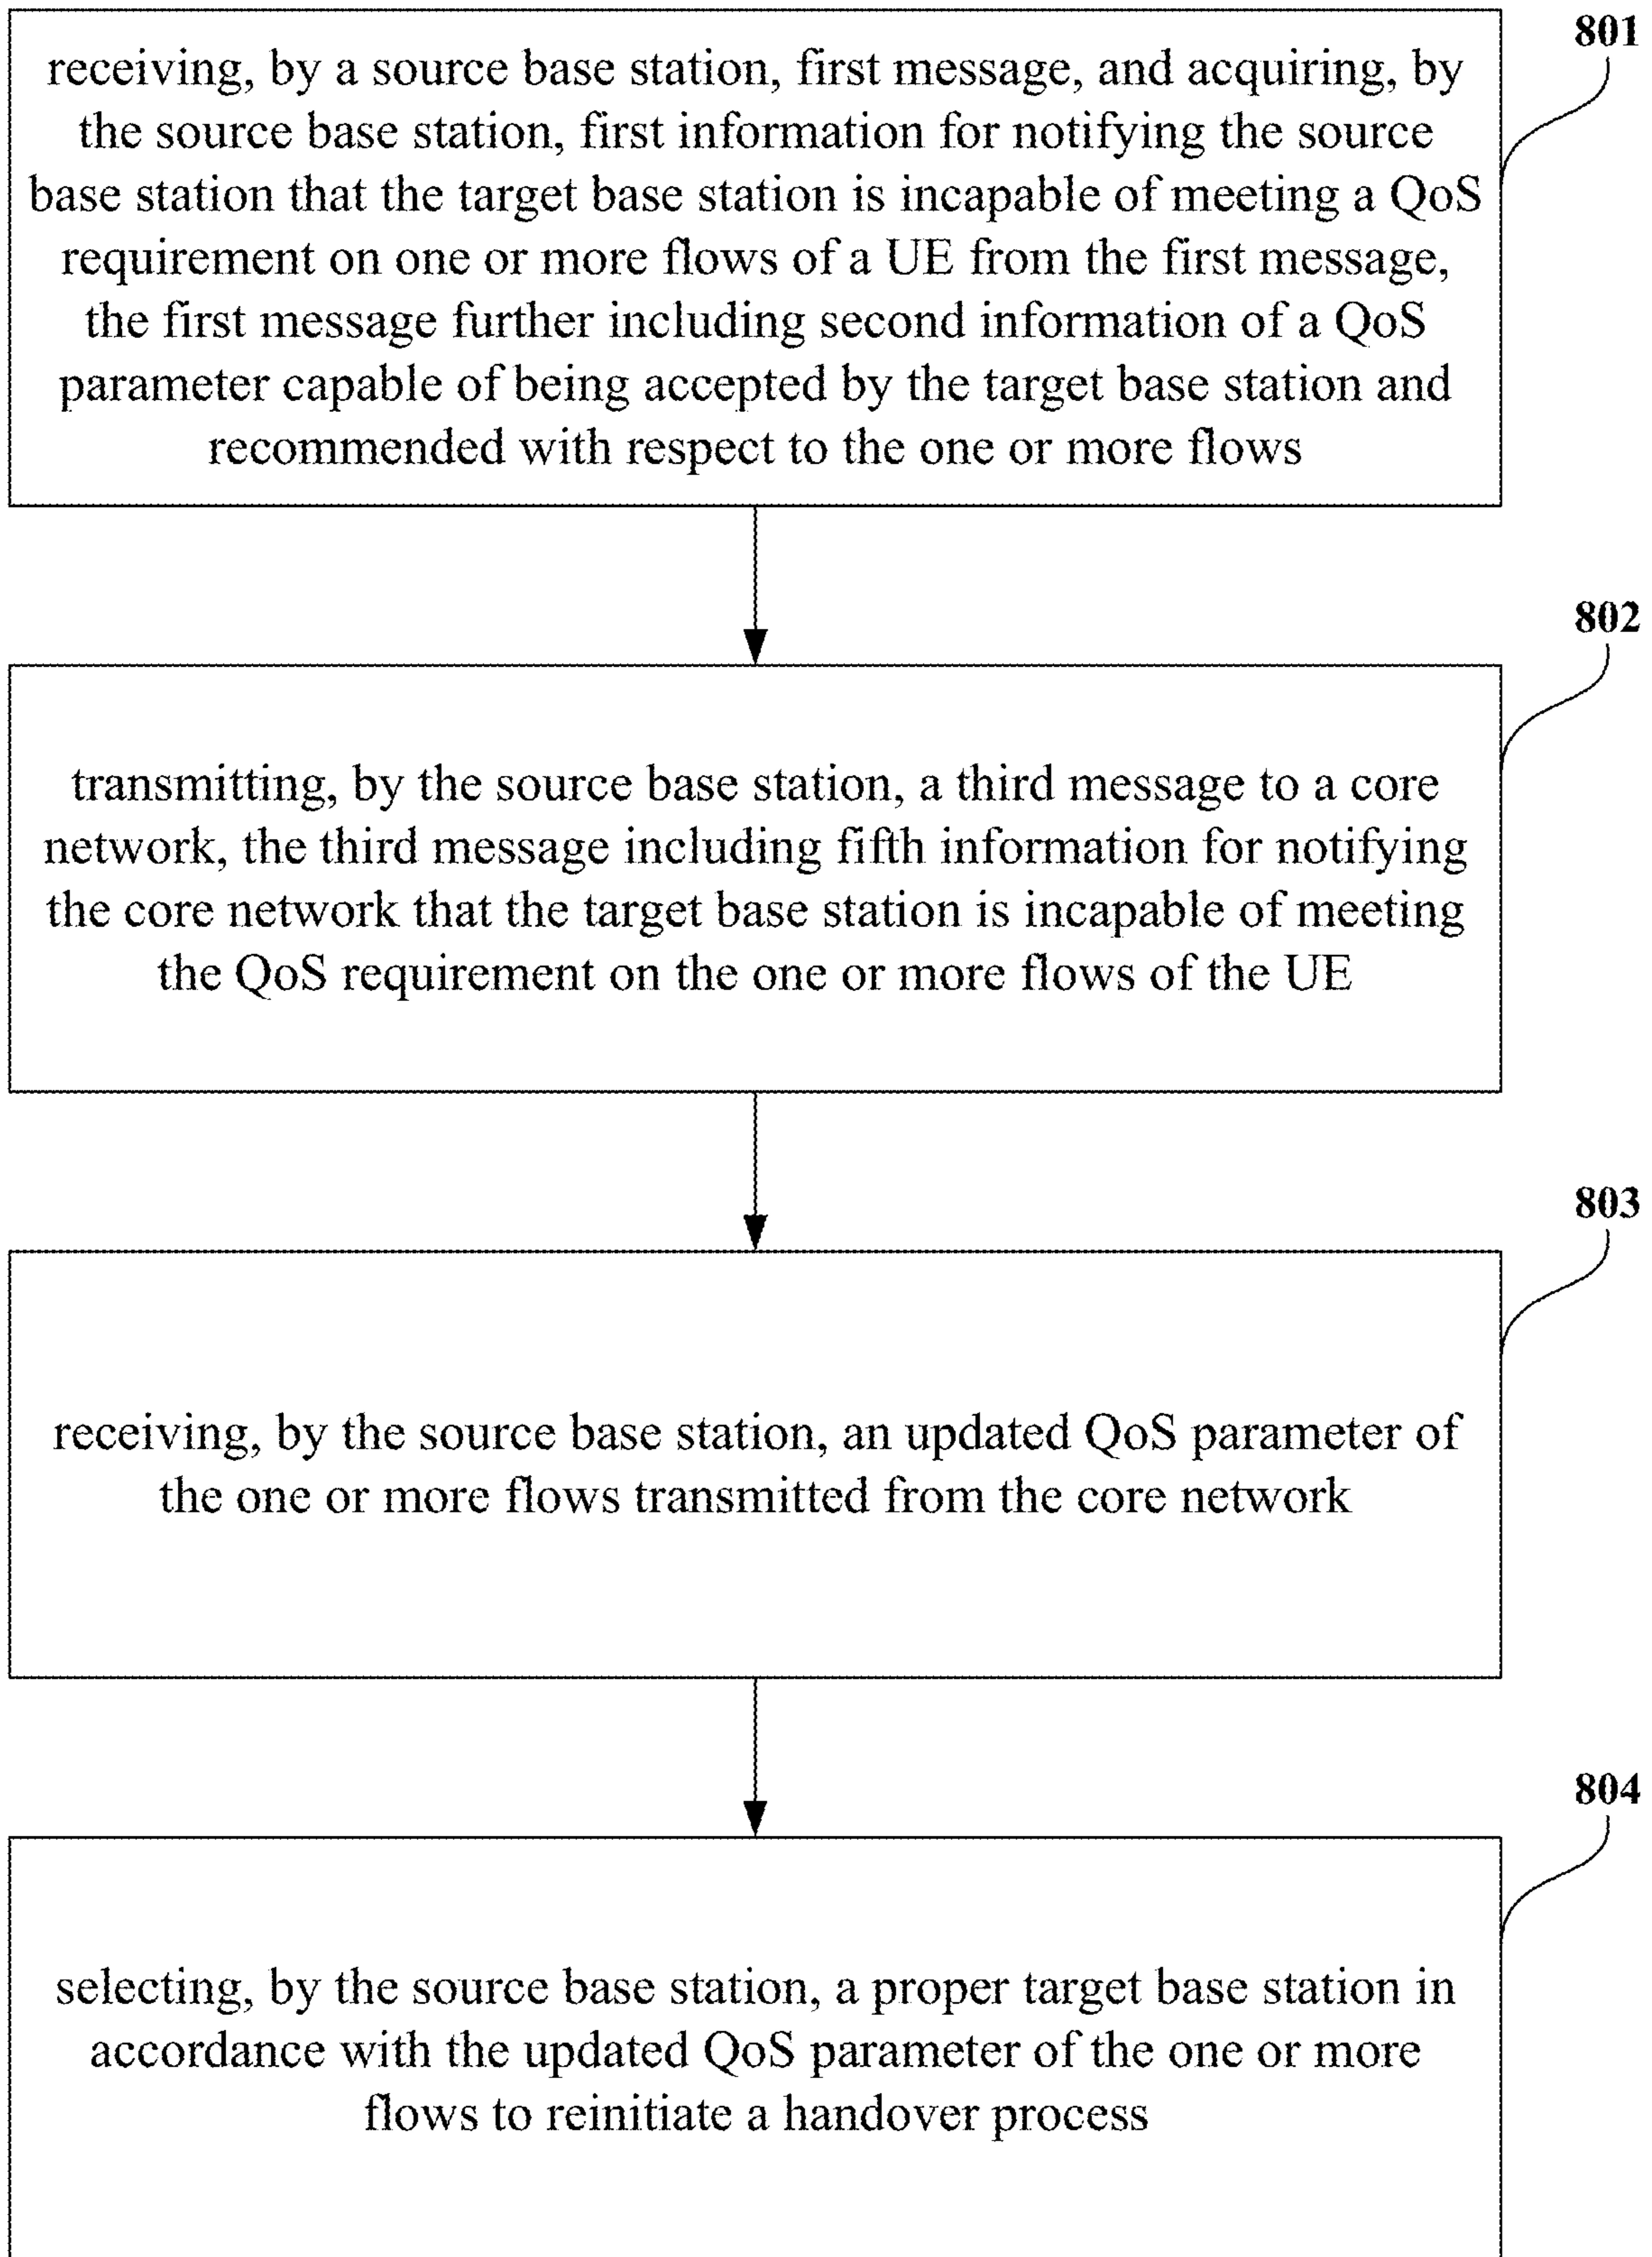 801
receiving, by a source base station, first message, and acquiring, by
the source base station, first information for notifying the source
base station that the target base station is incapable of meeting a QoS
requirement on one or more flows of a UE from the first message,
the first message further including second information of a QoS
parameter capable of being accepted by the target base station and
recommended with respect to the one or more flows
802
transmitting, by the source base station, a third message to a core
network, the third message including fifth information for notifying
the core network that the target base station is incapable of meeting
the QoS requirement on the one or more flows of the UE
803
receiving, by the source base station, an updated QoS parameter of
the one or more flows transmitted from the core network
804
selecting, by the source base station, a proper target base station in
accordance with the updated QoS parameter of the one or more
flows to reinitiate a handover process